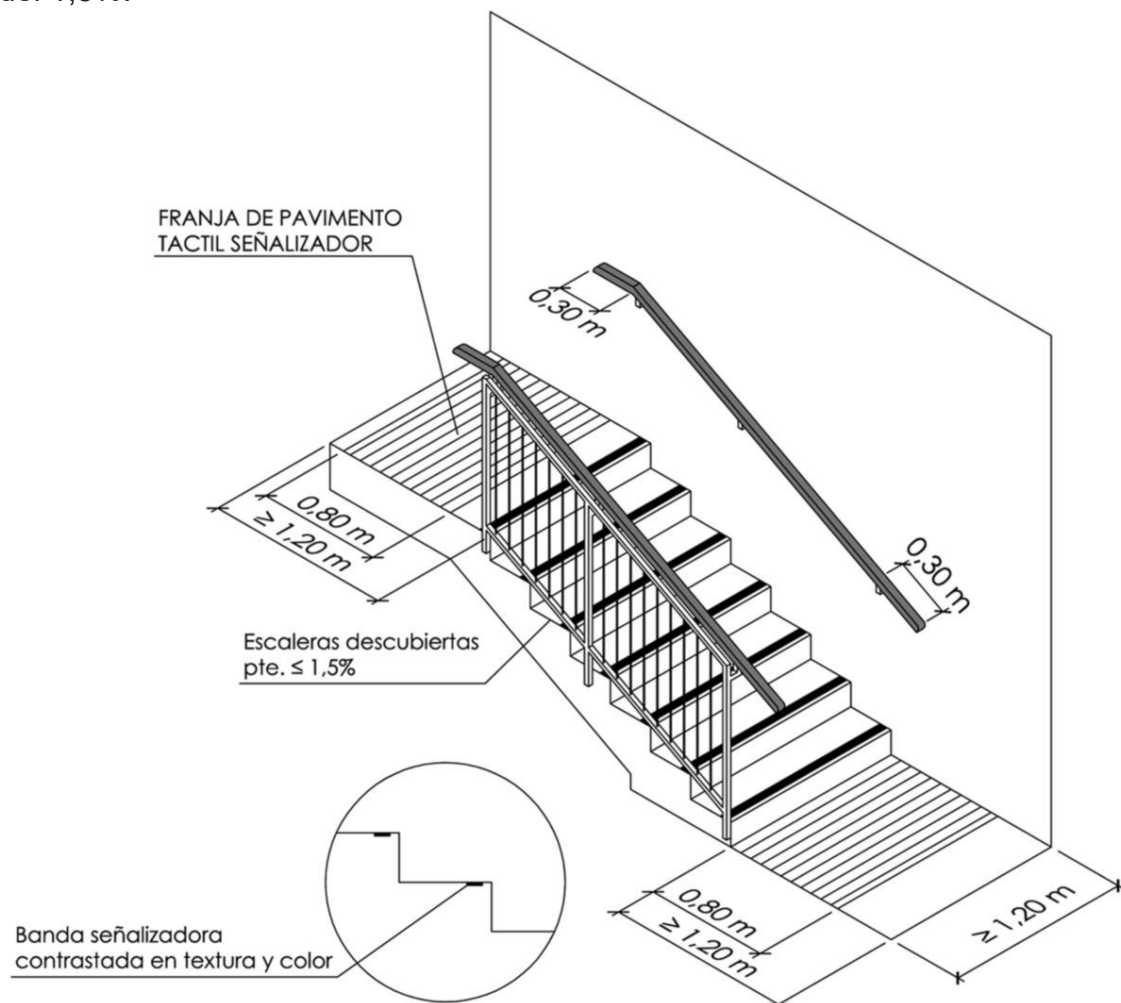 FRANJA DE PAVIMENTO
TACTIL SEÑALIZADOR
0,30 m
0,80 m
≥ 1,20 m
0,30 m
Escaleras descubiertas
pte. ≤ 1,5%
Banda señalizadora
contrastada en textura y color
0,80 m
≥ 1,20 m
≥ 1,20 m